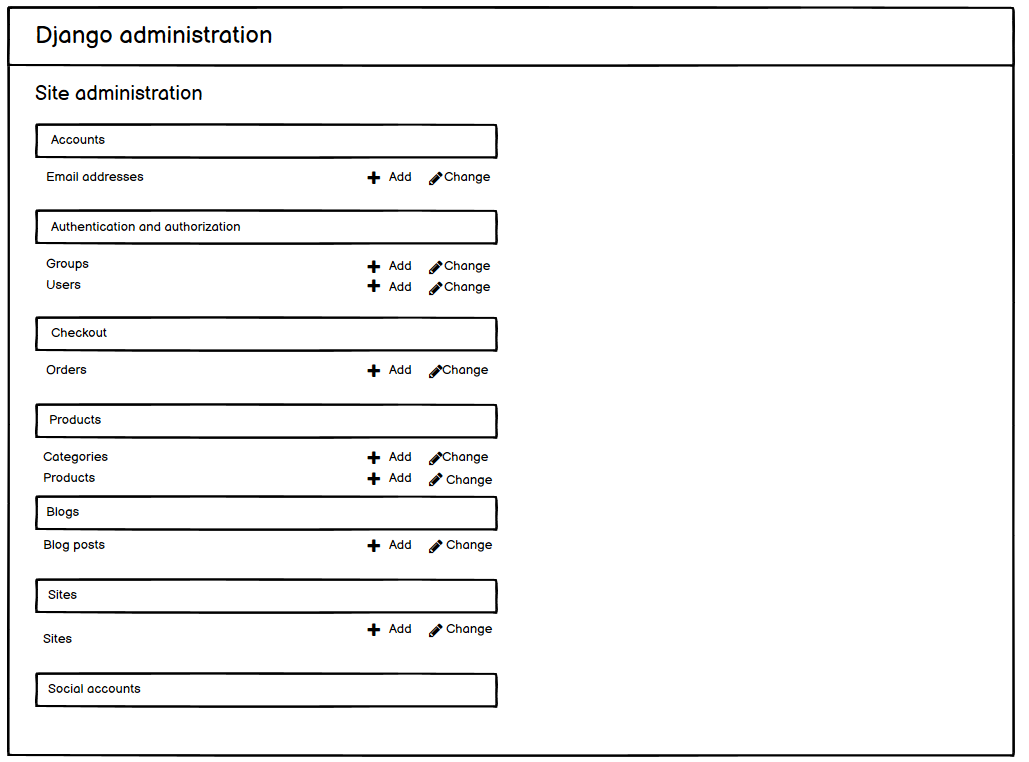 Django administration
Site administration
Accounts
Email addresses Add Change
Authentication and authorization
Groups Add Change
Users Add Change
Checkout
Orders Add Change
Products
Categories Add Change
Products Add Change
Blogs
Blog posts Add Change
Sites
Sites Add Change
Social accounts